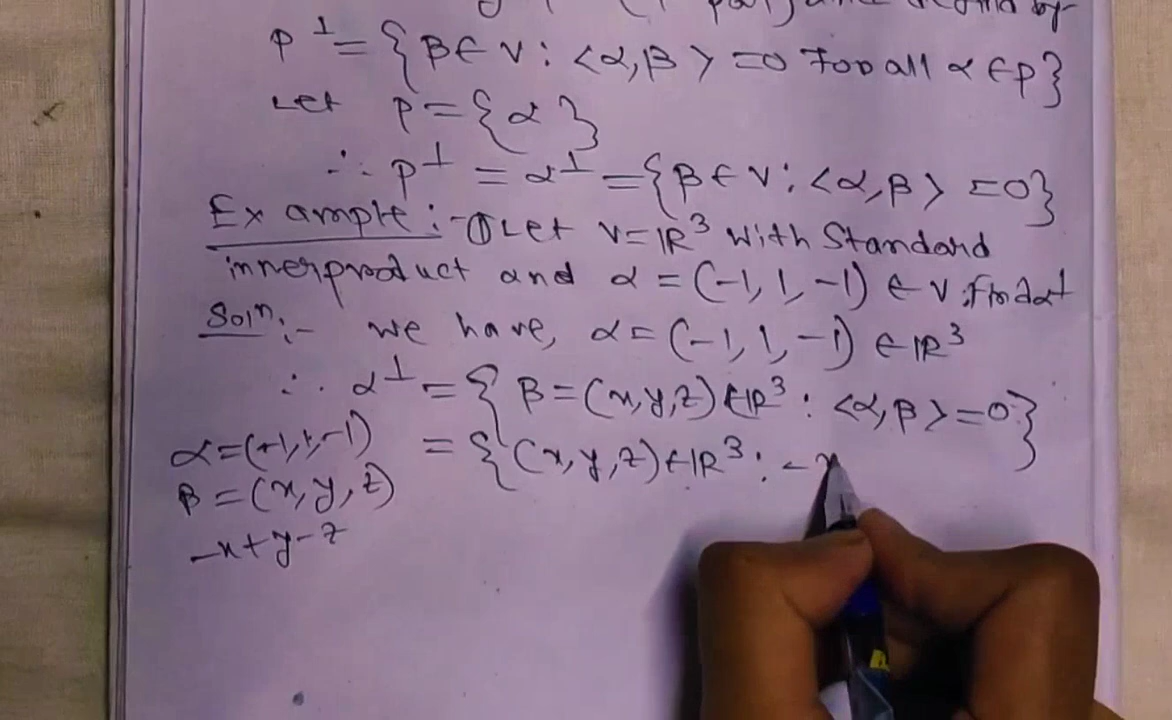 P⊥ = {β ∈ V : <α, β> = 0 For all α ∈ P}
Let P = {α}
∴ P⊥ = α⊥ = {β ∈ V : <α, β> = 0}
Example :- ① Let V = ℝ³ with Standard
innerproduct and α = (-1, 1, -1) ∈ V. find α⊥
Solⁿ :- we have, α = (-1, 1, -1) ∈ ℝ³
∴ α⊥ = {β = (x, y, z) ∈ ℝ³ : <α, β> = 0}
= {(x, y, z) ∈ ℝ³ : -x
α = (-1, 1, -1)
β = (x, y, z)
-x + y - z